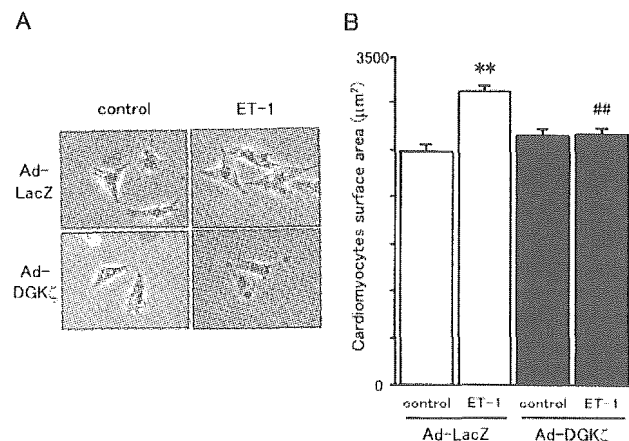 A
control ET-1
Ad-
LacZ
Ad-
DGKζ
B
Cardiomyocytes surface area (μm²)
3500
0
**
##
control ET-1 control ET-1
Ad-LacZ Ad-DGKζ